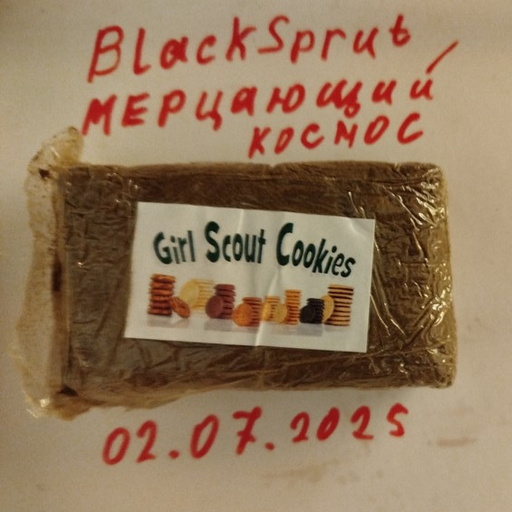 BlackSprut /
МЕРЦАЮЩИЙ
КОСМОС
Girl Scout Cookies
02.07.2025